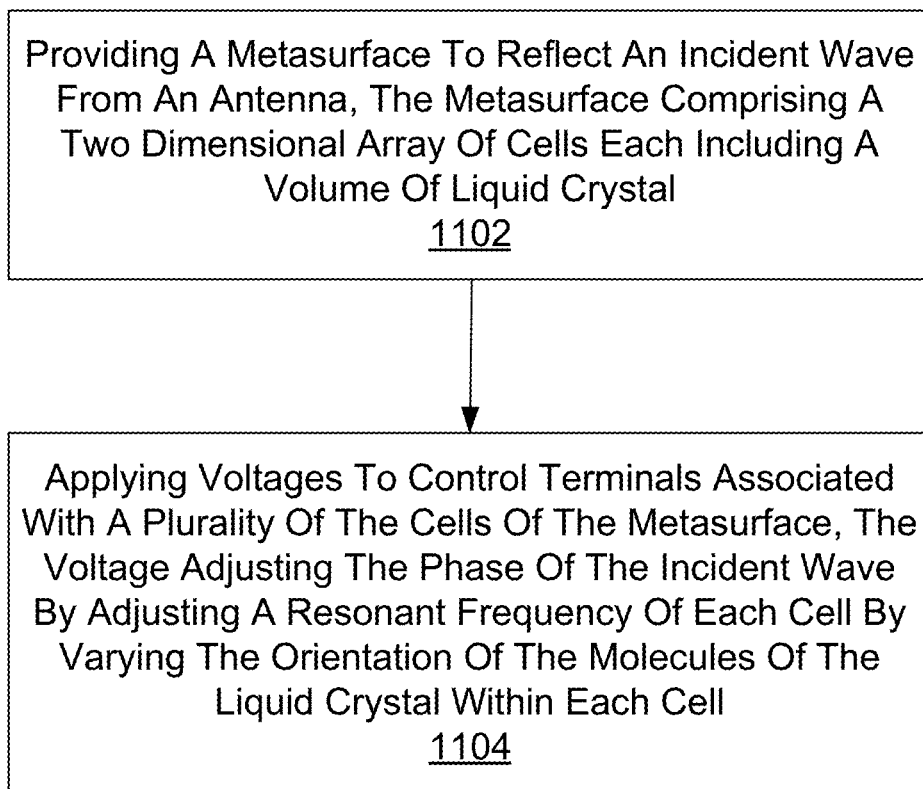 Providing A Metasurface To Reflect An Incident Wave
From An Antenna, The Metasurface Comprising A
Two Dimensional Array Of Cells Each Including A
Volume Of Liquid Crystal
1102
Applying Voltages To Control Terminals Associated
With A Plurality Of The Cells Of The Metasurface, The
Voltage Adjusting The Phase Of The Incident Wave
By Adjusting A Resonant Frequency Of Each Cell By
Varying The Orientation Of The Molecules Of The
Liquid Crystal Within Each Cell
1104